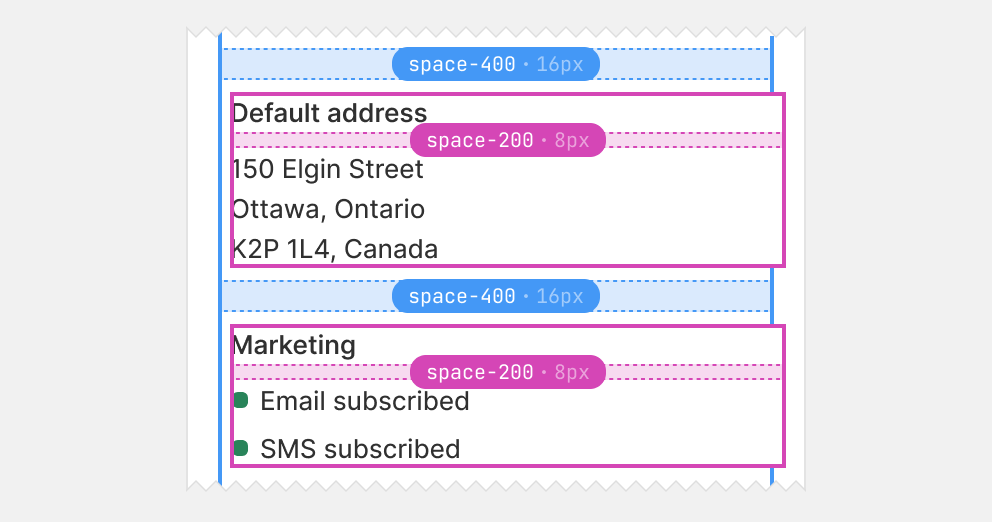 space-400 · 16px
Default address
space-200 · 8px
150 Elgin Street
Ottawa, Ontario
K2P 1L4, Canada
space-400 · 16px
Marketing
space-200 · 8px
Email subscribed
SMS subscribed